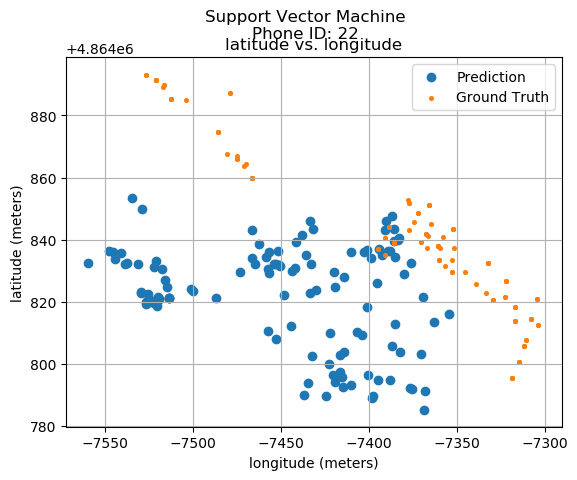 Support Vector Machine
Phone ID: 22
latitude vs. longitude
+4.864e6
Prediction
Ground Truth
880
860
840
820
800
780
latitude (meters)
−7550
−7500
−7450
−7400
−7350
−7300
longitude (meters)